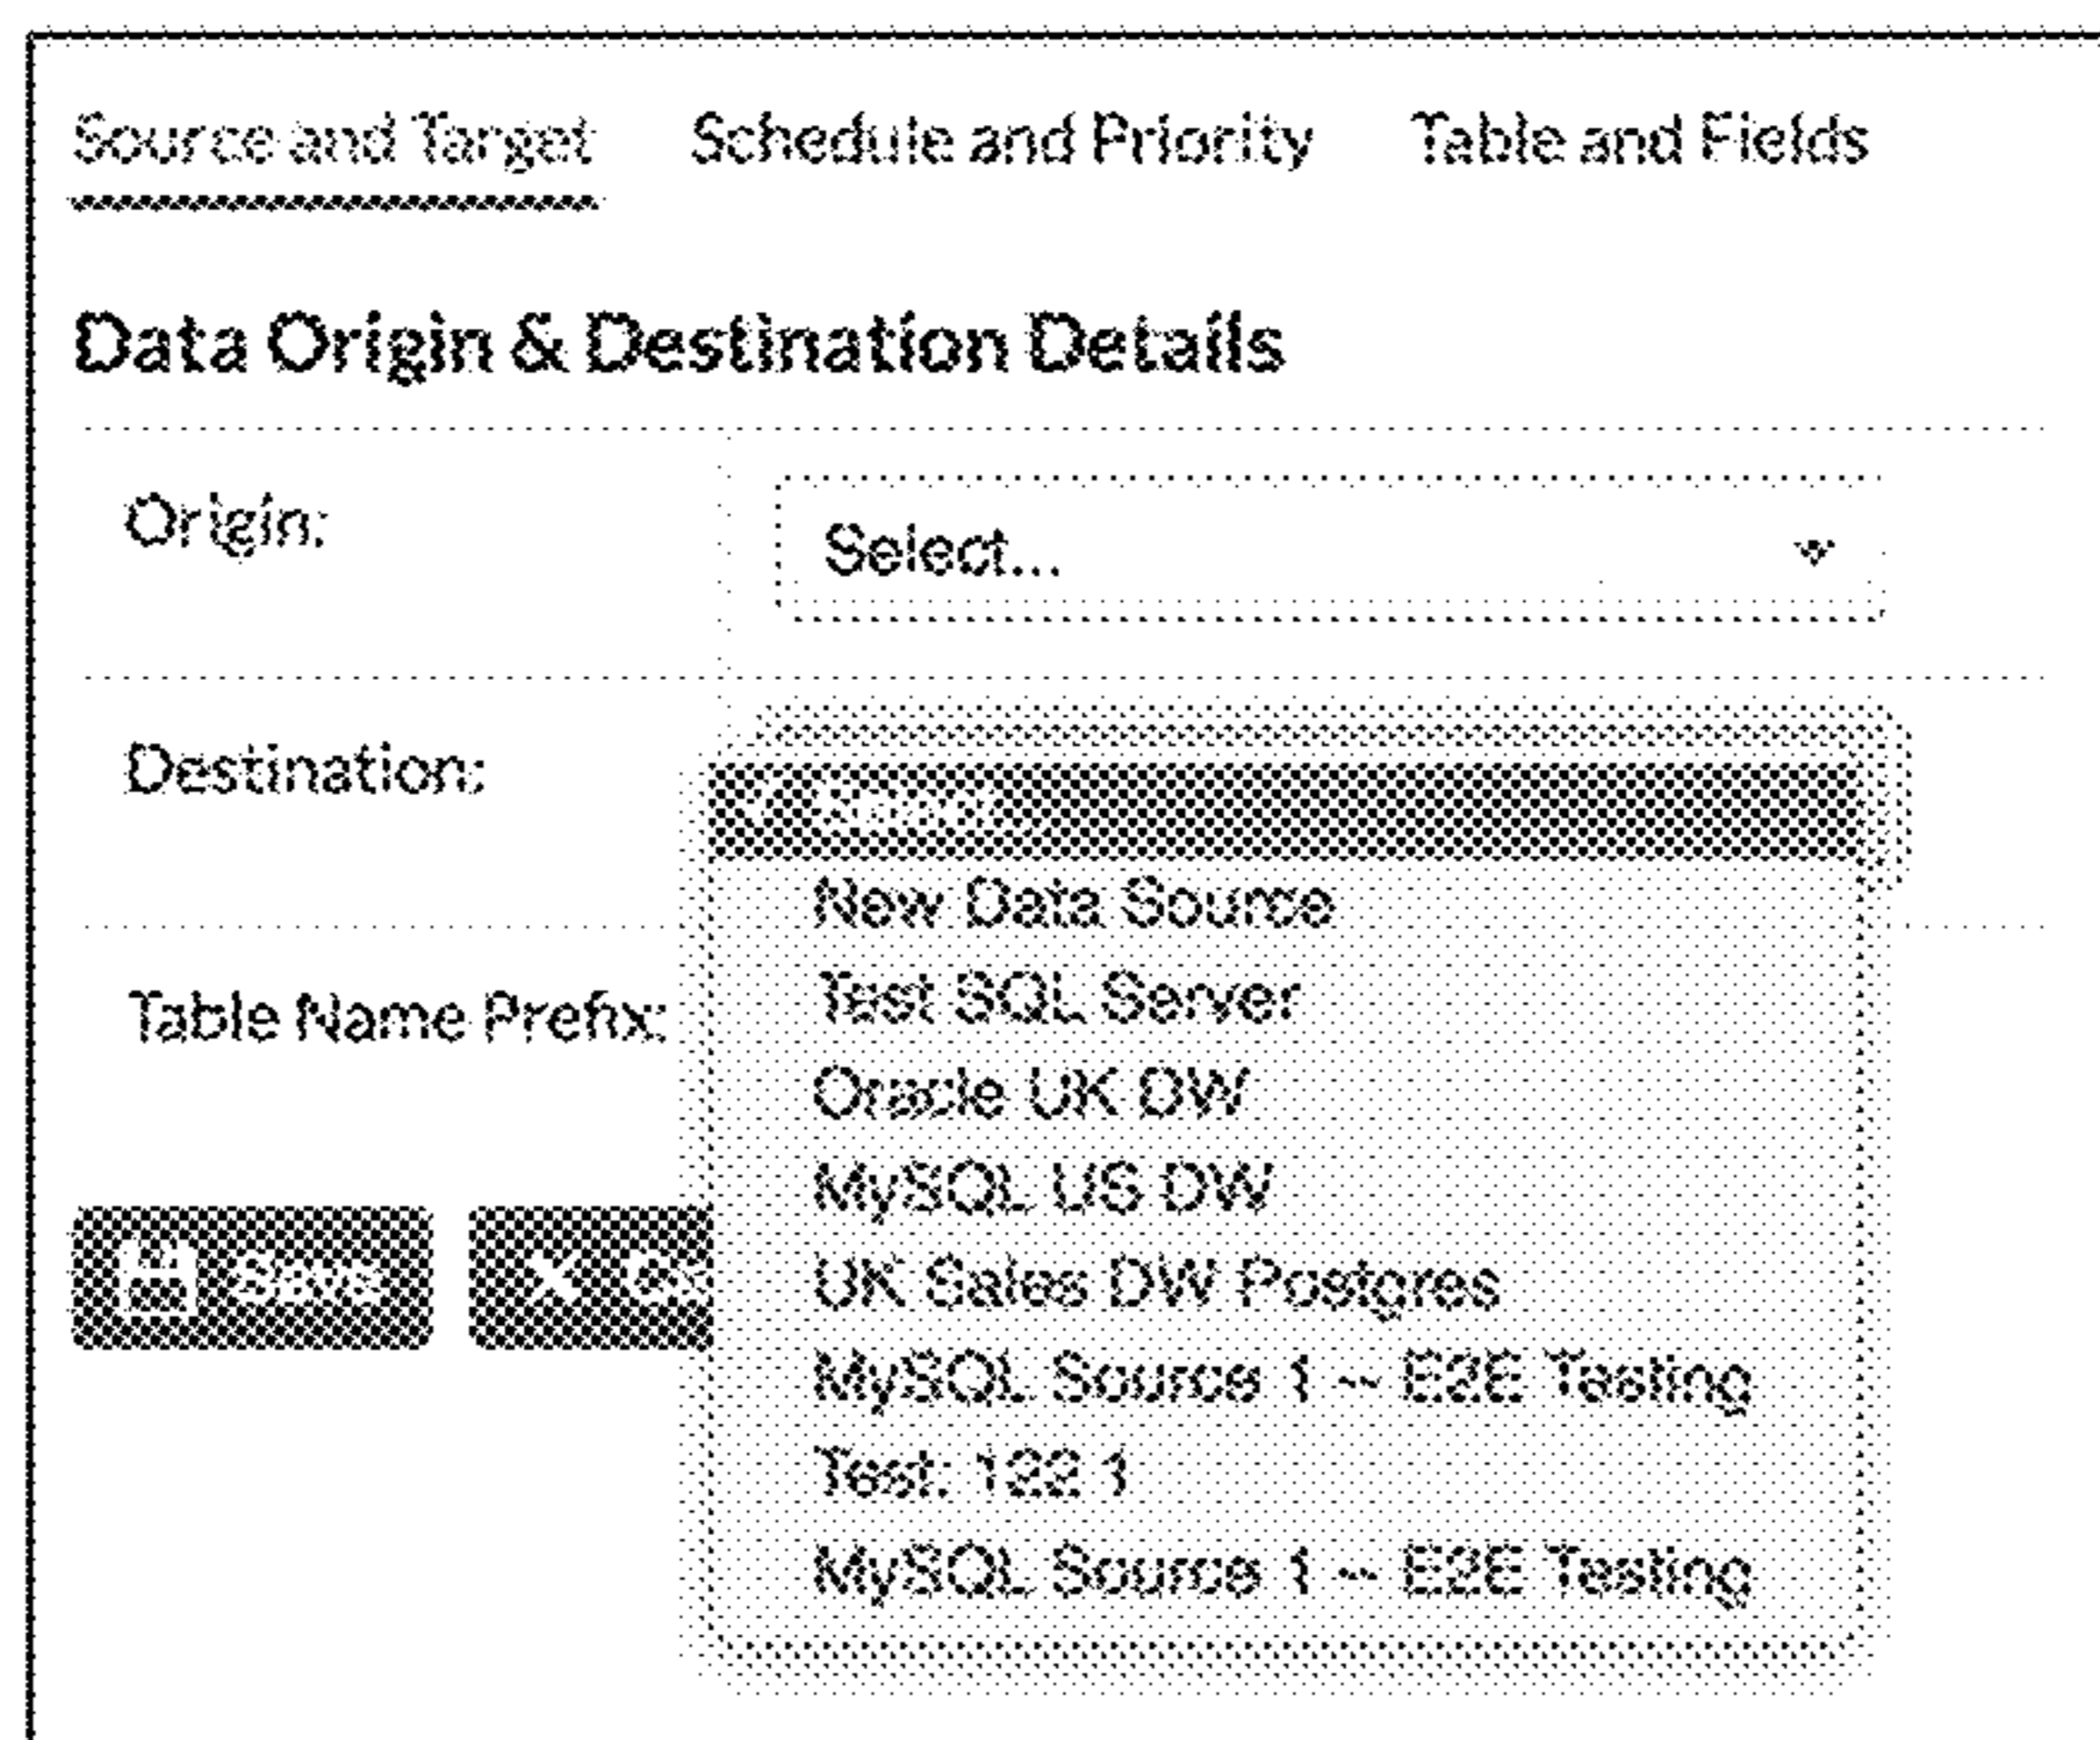 Source and Target Schedule and Priority Table and Fields
Data Origin & Destination Details
Origin:
Select...
Destination:
Select...
New Data Source
Test SQL Server
Oracle UK DW
MySQL US DW
UK Sales DW Postgres
MySQL Source 1 -- E2E Testing
Test: 122 1
MySQL Source 1 -- E2E Testing
Table Name Prefix:
Save